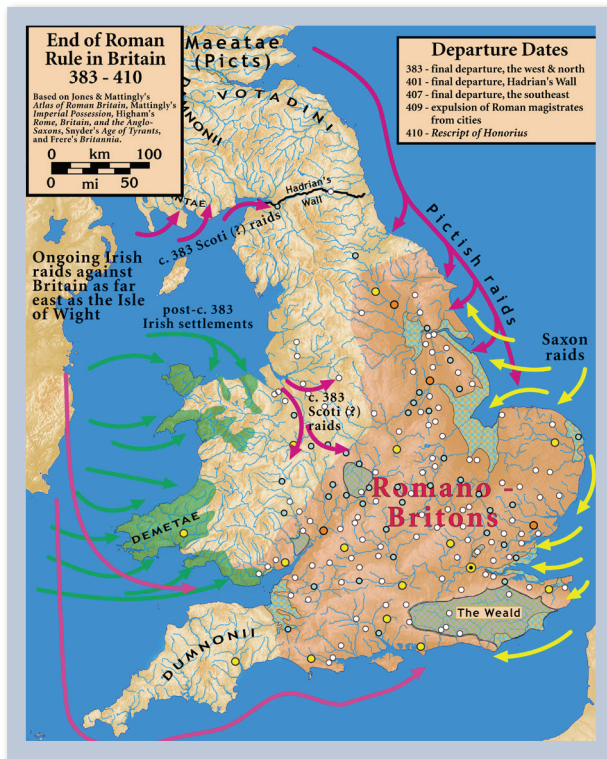 End of Roman
Rule in Britain
383 - 410
Based on Jones & Mattingly's
Atlas of Roman Britain, Mattingly's
Imperial Possession, Higham's
Rome, Britain, and the Anglo-
Saxons, Snyder's Age of Tyrants,
and Frere's Britannia.
0 km 100
0 mi 50
Maeatae
(Picts)
VOTADINI
Departure Dates
383 - final departure, the west & north
401 - final departure, Hadrian's Wall
407 - final departure, the southeast
409 - expulsion of Roman magistrates
from cities
410 - Rescript of Honorius
Hadrian's
Wall
c. 383 Scoti (?) raids
Pictish raids
Ongoing Irish
raids against
Britain as far
east as the Isle
of Wight
post-c. 383
Irish settlements
Saxon
raids
c. 383
Scoti (?)
raids
Romano -
Britons
DEMETAE
The Weald
DUMNONII